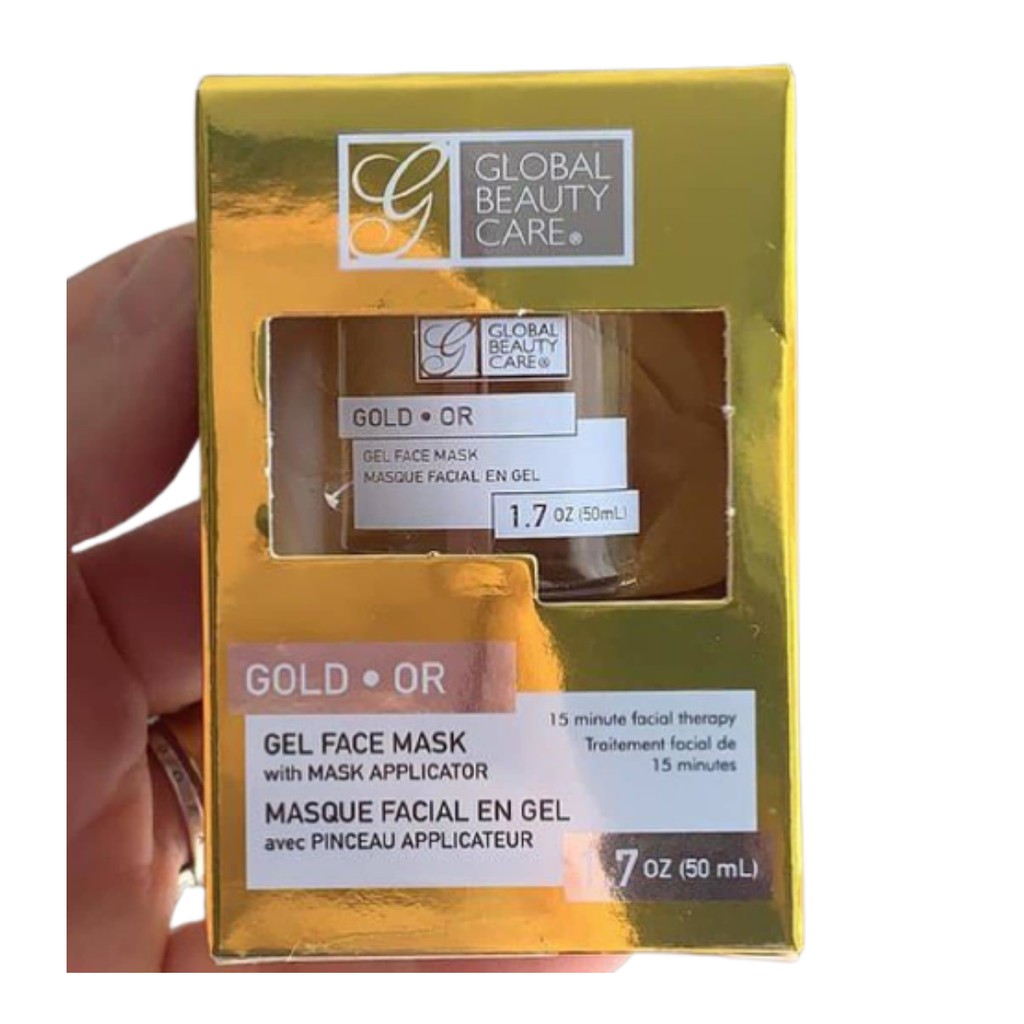 GLOBAL
BEAUTY
CARE®
GLOBAL
BEAUTY
CARE®
GOLD • OR
GEL FACE MASK
MASQUE FACIAL EN GEL
1.7 OZ (50mL)
GOLD • OR
15 minute facial therapy
Traitement facial de
15 minutes
GEL FACE MASK
with MASK APPLICATOR
MASQUE FACIAL EN GEL
avec PINCEAU APPLICATEUR
1.7 OZ (50 mL)